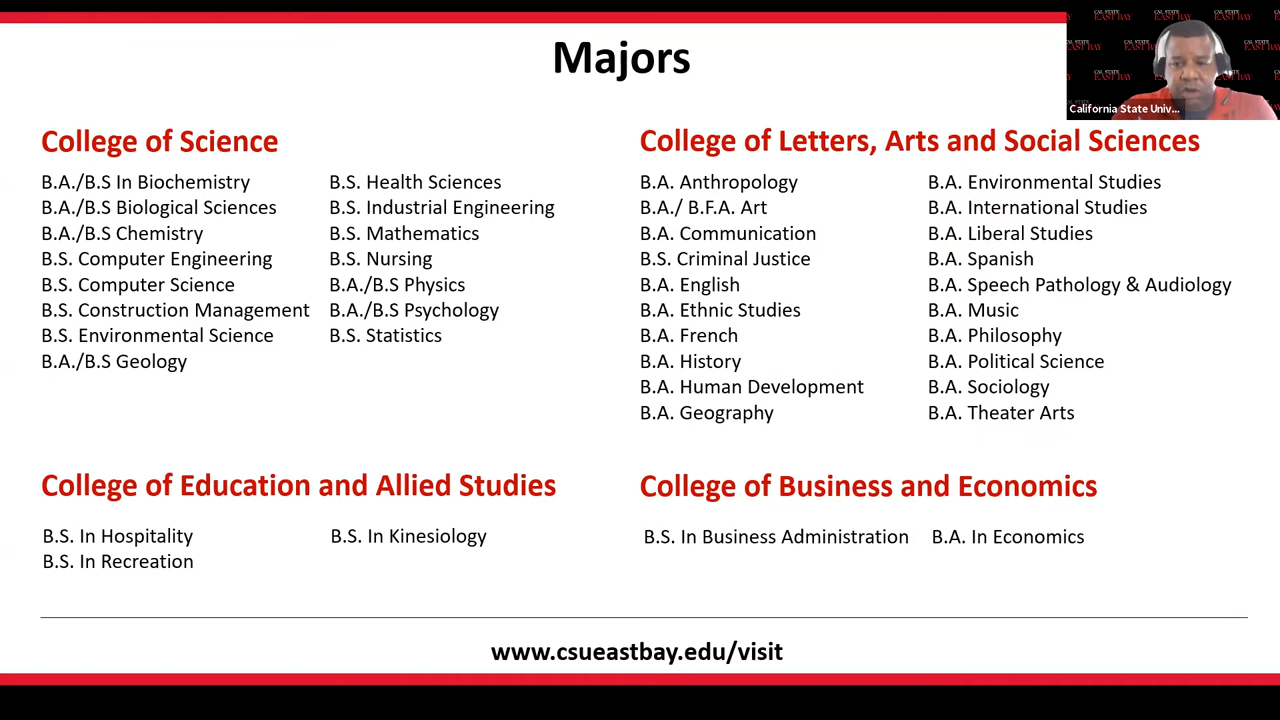 Majors
CAL STATE
EAST BAY
California State Univ...
College of Science
B.A./B.S In Biochemistry
B.A./B.S Biological Sciences
B.A./B.S Chemistry
B.S. Computer Engineering
B.S. Computer Science
B.S. Construction Management
B.S. Environmental Science
B.A./B.S Geology
B.S. Health Sciences
B.S. Industrial Engineering
B.S. Mathematics
B.S. Nursing
B.A./B.S Physics
B.A./B.S Psychology
B.S. Statistics
College of Letters, Arts and Social Sciences
B.A. Anthropology
B.A./ B.F.A. Art
B.A. Communication
B.S. Criminal Justice
B.A. English
B.A. Ethnic Studies
B.A. French
B.A. History
B.A. Human Development
B.A. Geography
B.A. Environmental Studies
B.A. International Studies
B.A. Liberal Studies
B.A. Spanish
B.A. Speech Pathology & Audiology
B.A. Music
B.A. Philosophy
B.A. Political Science
B.A. Sociology
B.A. Theater Arts
College of Education and Allied Studies
B.S. In Hospitality
B.S. In Recreation
B.S. In Kinesiology
College of Business and Economics
B.S. In Business Administration
B.A. In Economics
www.csueastbay.edu/visit